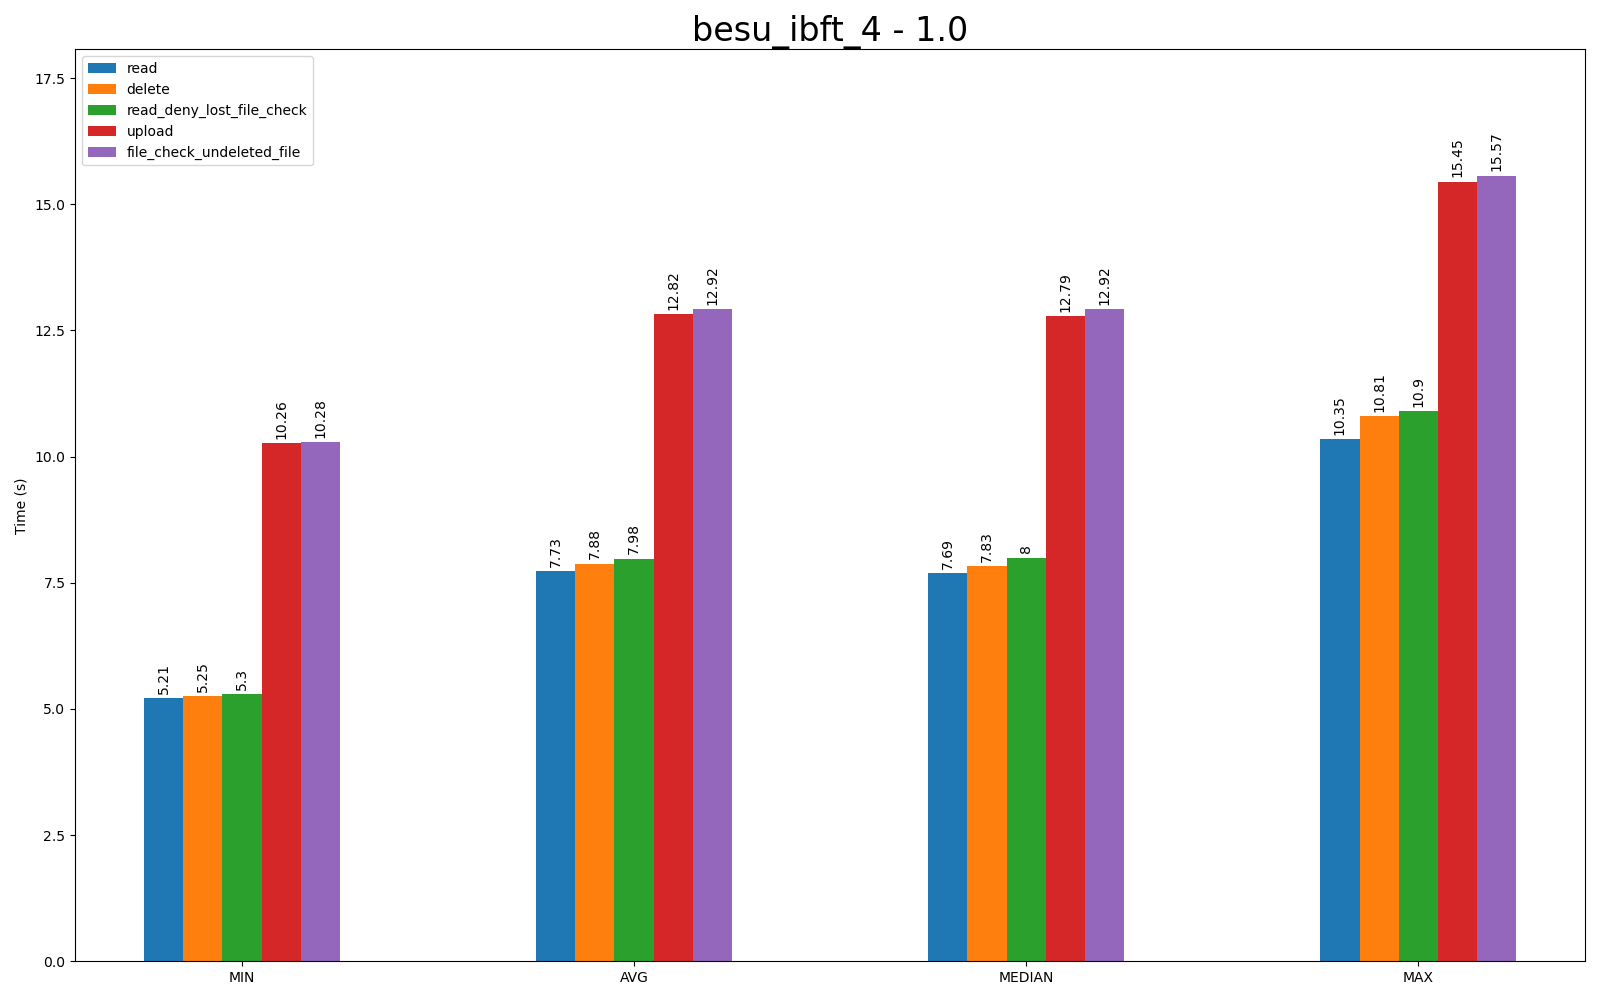 besu_ibft_4 - 1.0
read
delete
read_deny_lost_file_check
upload
file_check_undeleted_file
Time (s)
17.5
15.0
12.5
10.0
7.5
5.0
2.5
0.0
5.21
5.25
5.3
10.26
10.28
7.73
7.88
7.98
12.82
12.92
7.69
7.83
8
12.79
12.92
10.35
10.81
10.9
15.45
15.57
MIN
AVG
MEDIAN
MAX